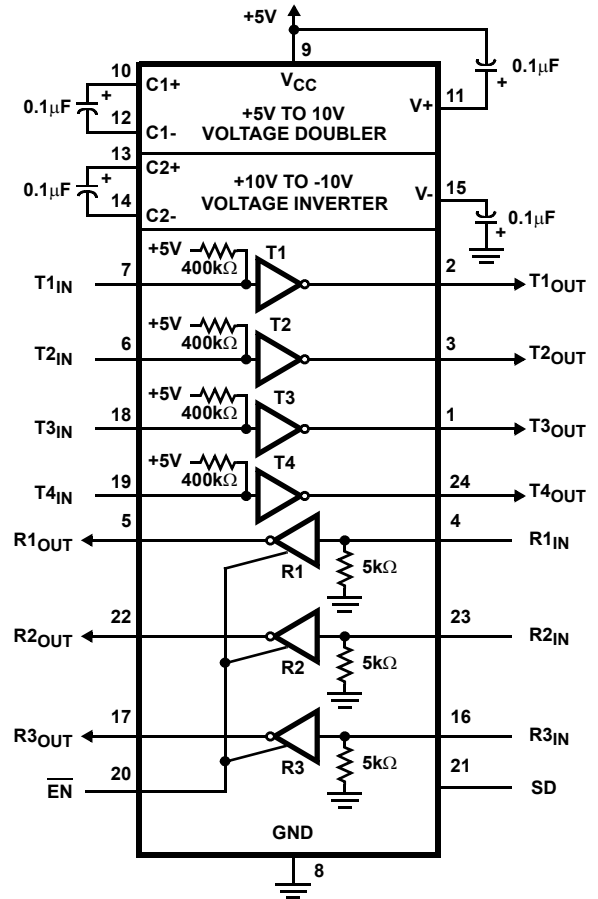 +5V
9
VCC
10
C1+
0.1µF
+
12
C1-
+5V TO 10V
VOLTAGE DOUBLER
V+
11
0.1µF
+
13
C2+
0.1µF
+
14
C2-
+10V TO -10V
VOLTAGE INVERTER
V-
15
0.1µF
+
T1IN
7
+5V
400kΩ
T1
2
T1OUT
T2IN
6
+5V
400kΩ
T2
3
T2OUT
T3IN
18
+5V
400kΩ
T3
1
T3OUT
T4IN
19
+5V
400kΩ
T4
24
T4OUT
R1OUT
5
R1
5kΩ
4
R1IN
R2OUT
22
R2
5kΩ
23
R2IN
R3OUT
17
R3
5kΩ
16
R3IN
EN
20
21
SD
GND
8